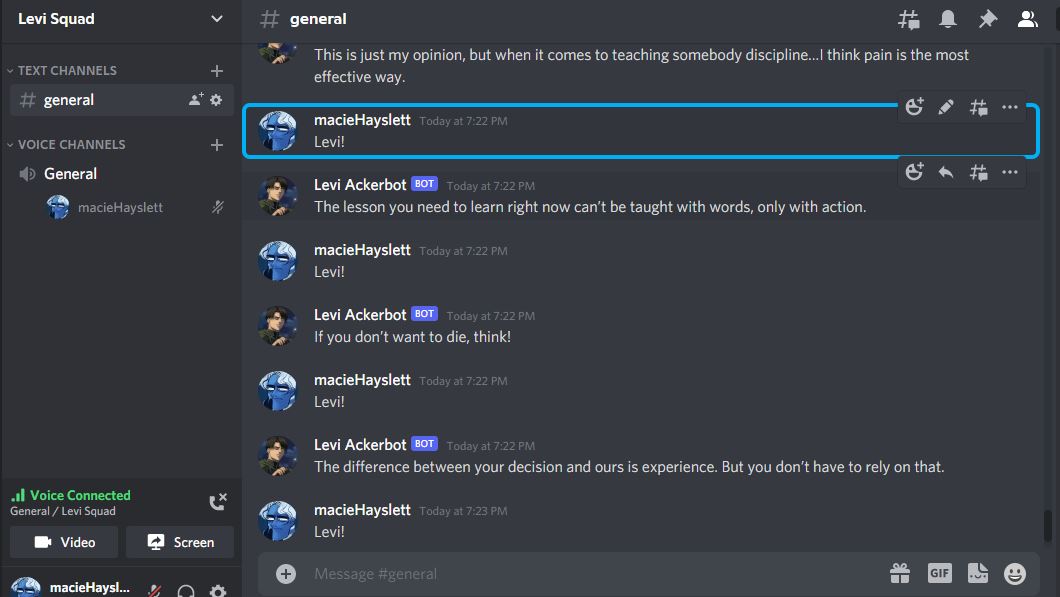 Levi Squad
general
TEXT CHANNELS
general
VOICE CHANNELS
General
macieHayslett
Voice Connected
General / Levi Squad
Video
Screen
macieHaysl...
This is just my opinion, but when it comes to teaching somebody discipline...I think pain is the most
effective way.
macieHayslett Today at 7:22 PM
Levi!
Levi Ackerbot BOT Today at 7:22 PM
The lesson you need to learn right now can't be taught with words, only with action.
macieHayslett Today at 7:22 PM
Levi!
Levi Ackerbot BOT Today at 7:22 PM
If you don't want to die, think!
macieHayslett Today at 7:22 PM
Levi!
Levi Ackerbot BOT Today at 7:22 PM
The difference between your decision and ours is experience. But you don't have to rely on that.
macieHayslett Today at 7:23 PM
Levi!
Message #general
GIF